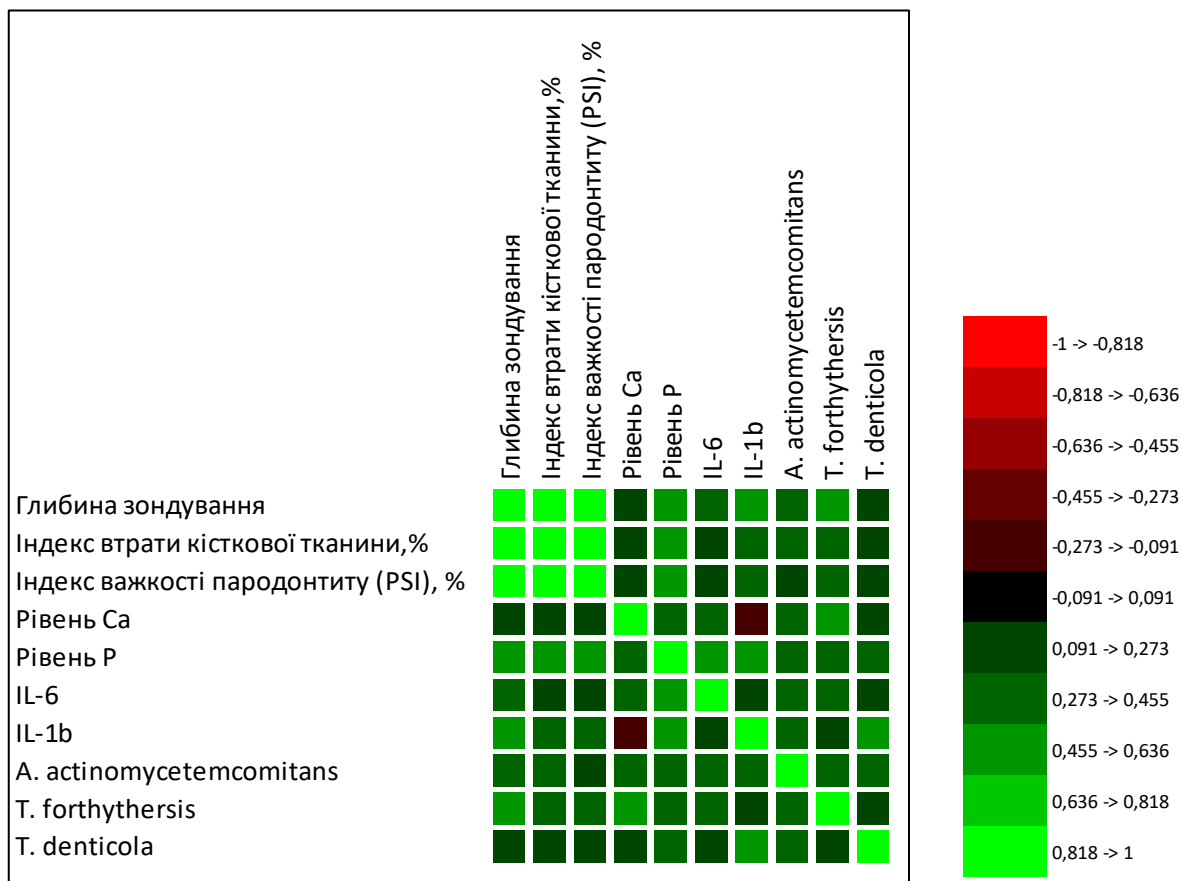 Глибина зондування
Індекс втрати кісткової тканини,%
Індекс важкості пародонтиту (PSI), %
Рівень Ca
Рівень P
IL-6
IL-1b
A. actinomycetemcomitans
T. forthythersis
T. denticola
Глибина зондування
Індекс втрати кісткової тканини,%
Індекс важкості пародонтиту (PSI), %
Рівень Ca
Рівень P
IL-6
IL-1b
A. actinomycetemcomitans
T. forthythersis
T. denticola
-1 -> -0,818
-0,818 -> -0,636
-0,636 -> -0,455
-0,455 -> -0,273
-0,273 -> -0,091
-0,091 -> 0,091
0,091 -> 0,273
0,273 -> 0,455
0,455 -> 0,636
0,636 -> 0,818
0,818 -> 1